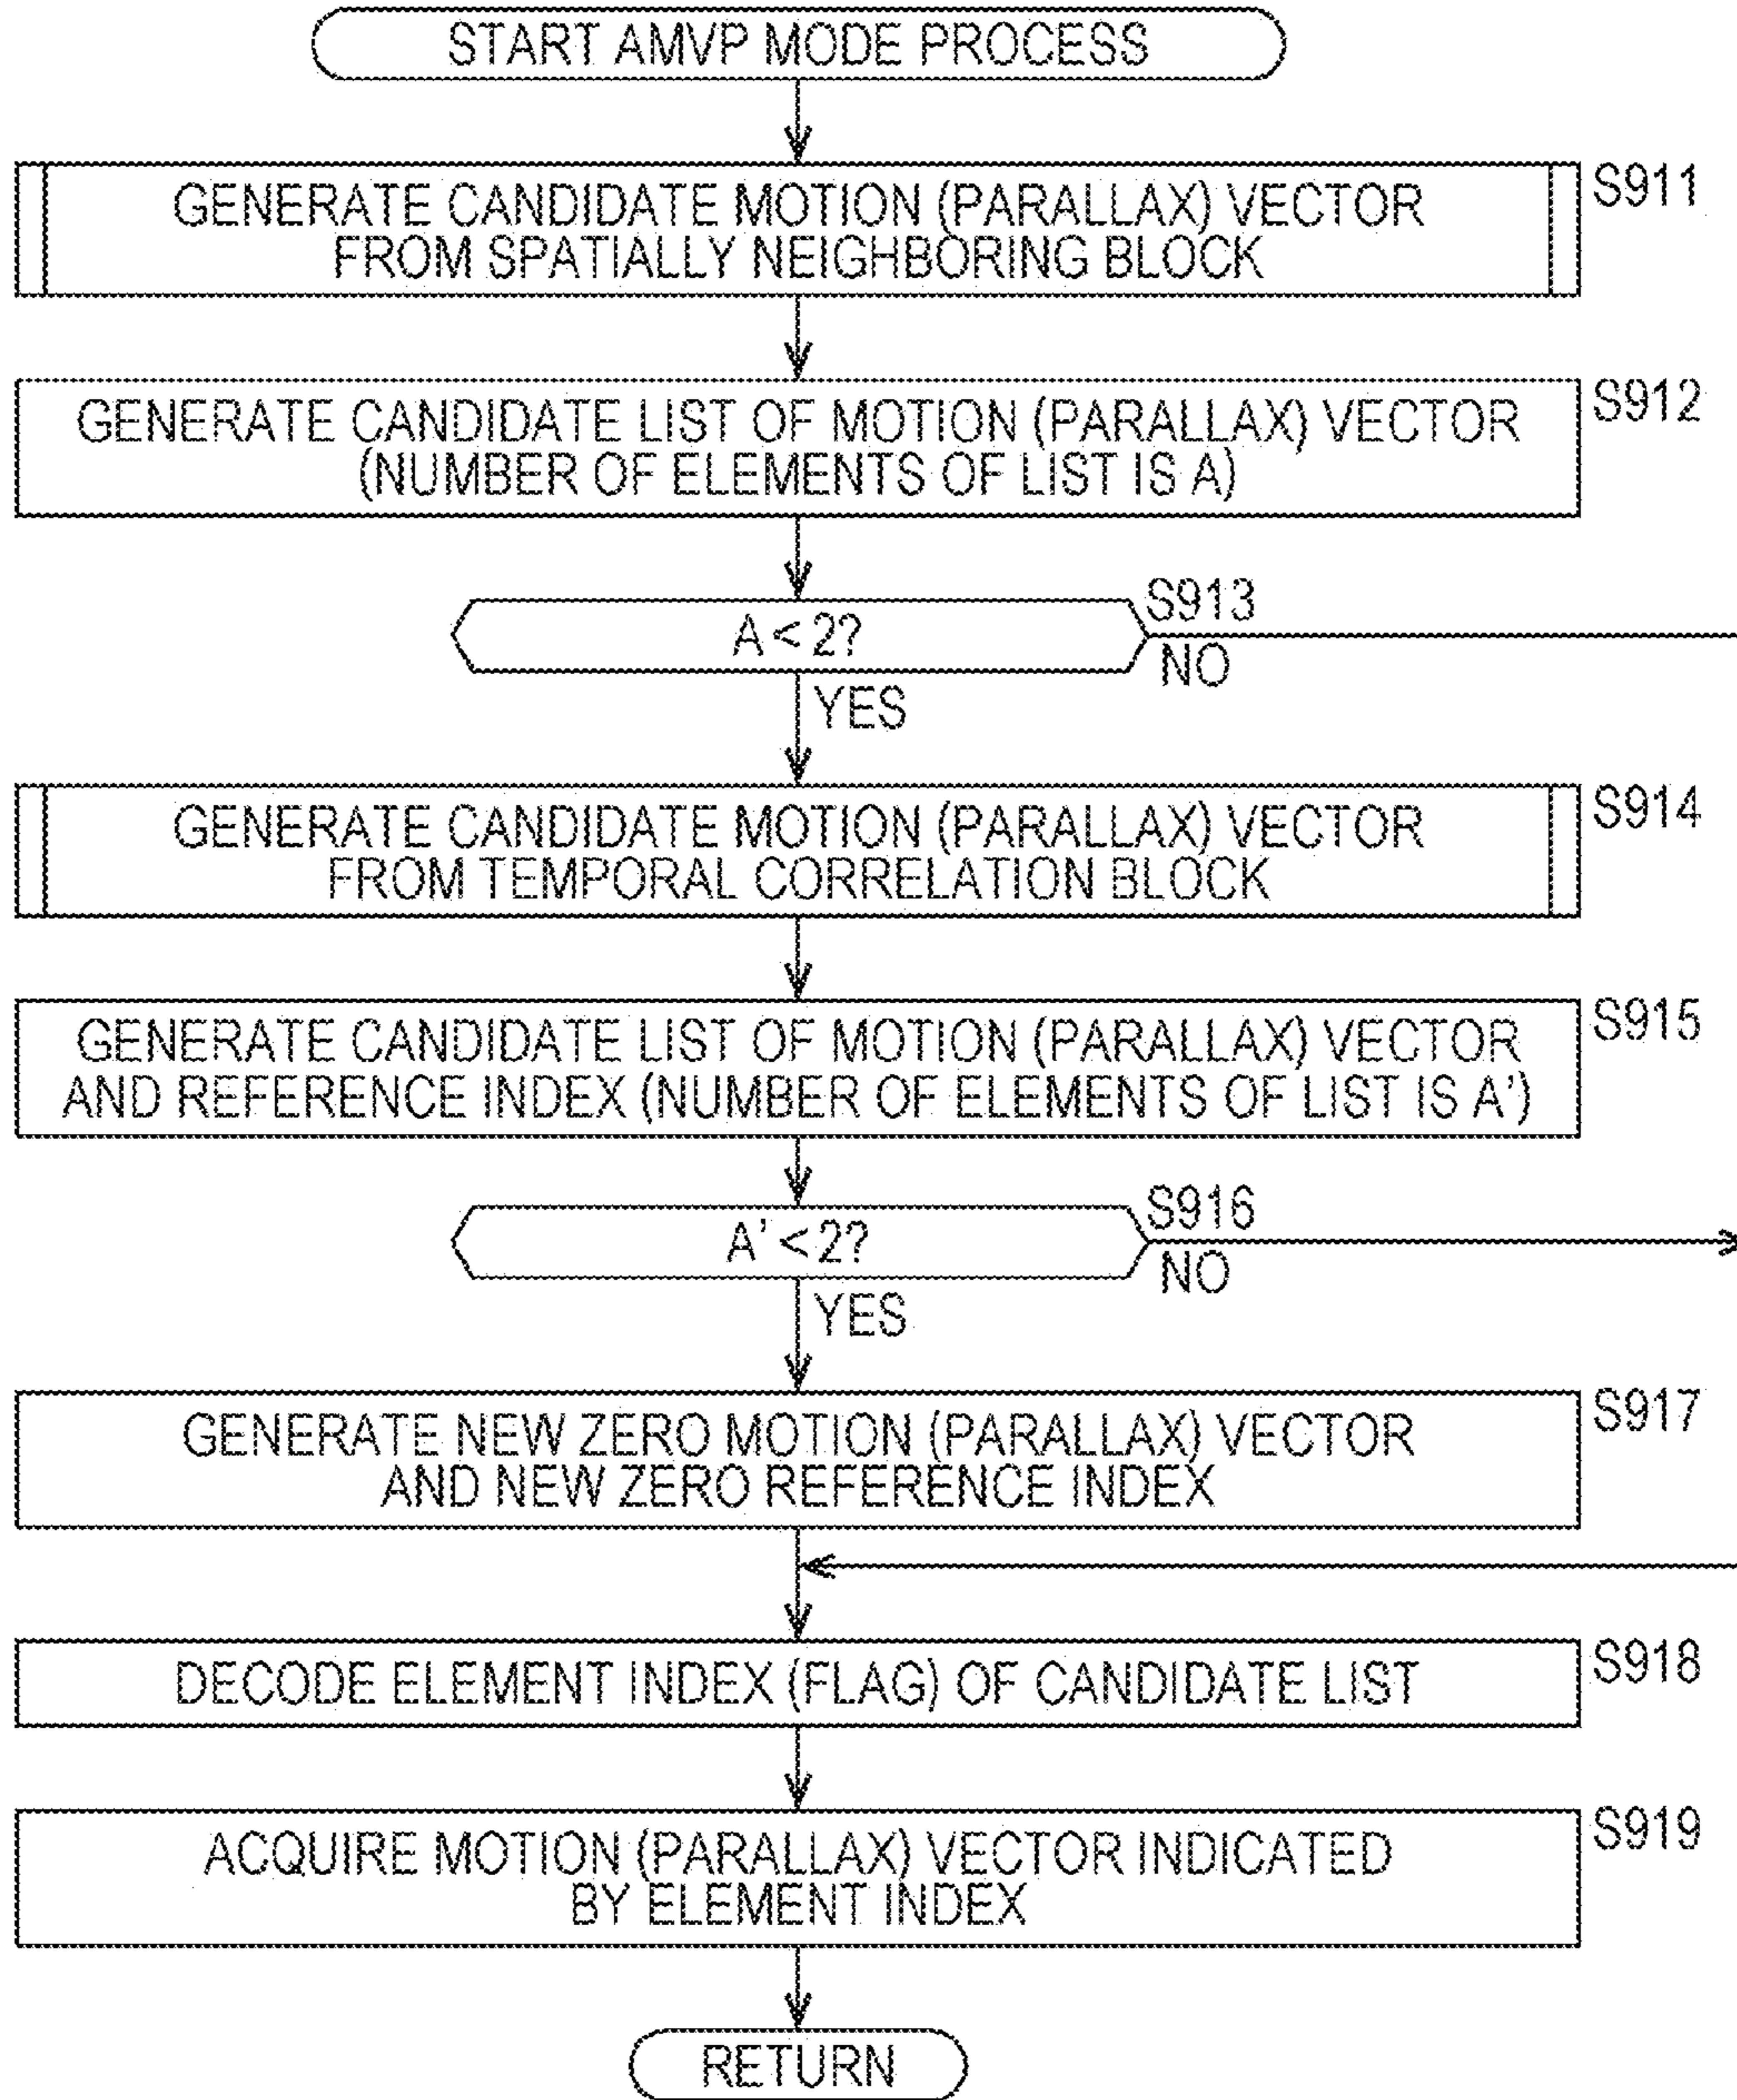 START AMVP MODE PROCESS
GENERATE CANDIDATE MOTION (PARALLAX) VECTOR
FROM SPATIALLY NEIGHBORING BLOCK
S911
GENERATE CANDIDATE LIST OF MOTION (PARALLAX) VECTOR
(NUMBER OF ELEMENTS OF LIST IS A)
S912
A < 2?
S913
NO
YES
GENERATE CANDIDATE MOTION (PARALLAX) VECTOR
FROM TEMPORAL CORRELATION BLOCK
S914
GENERATE CANDIDATE LIST OF MOTION (PARALLAX) VECTOR
AND REFERENCE INDEX (NUMBER OF ELEMENTS OF LIST IS A')
S915
A' < 2?
S916
NO
YES
GENERATE NEW ZERO MOTION (PARALLAX) VECTOR
AND NEW ZERO REFERENCE INDEX
S917
DECODE ELEMENT INDEX (FLAG) OF CANDIDATE LIST
S918
ACQUIRE MOTION (PARALLAX) VECTOR INDICATED
BY ELEMENT INDEX
S919
RETURN